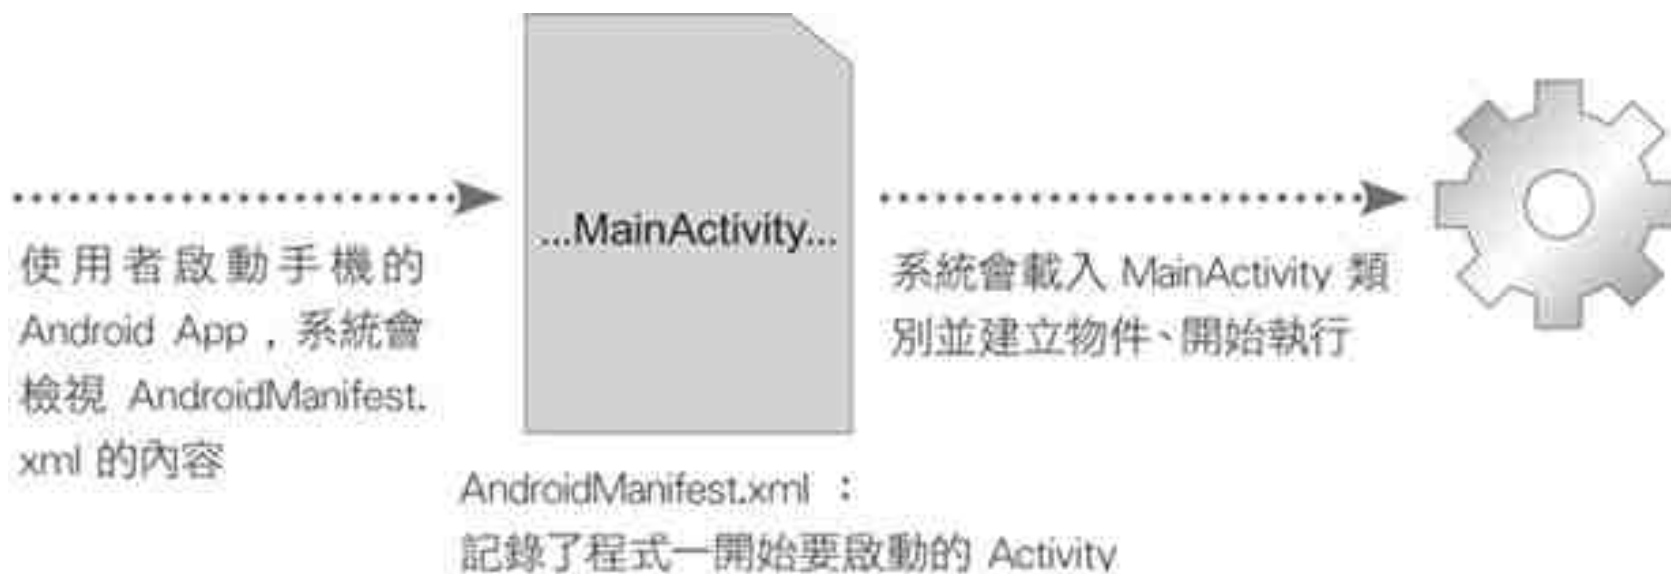 使用者啟動手機的
Android App，系統會
檢視 AndroidManifest.
xml 的內容
...MainActivity...
AndroidManifest.xml：
記錄了程式一開始要啟動的 Activity
系統會載入 MainActivity 類
別並建立物件、開始執行